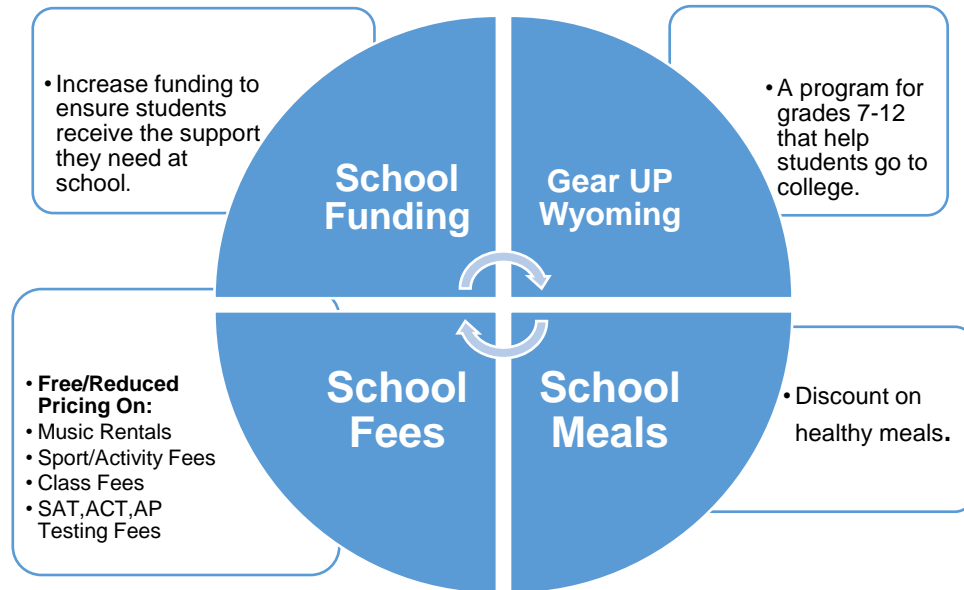 • Increase funding to
ensure students
receive the support
they need at
school.
School
Funding
Gear UP
Wyoming
• A program for
grades 7-12
that help
students go to
college.
• Free/Reduced
Pricing On:
• Music Rentals
• Sport/Activity Fees
• Class Fees
• SAT,ACT,AP
Testing Fees
School
Fees
School
Meals
• Discount on
healthy meals.